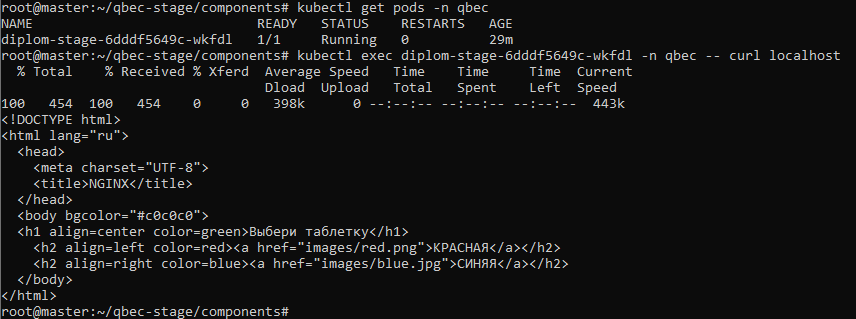 root@master:~/qbec-stage/components# kubectl get pods -n qbec
NAME                            READY   STATUS    RESTARTS   AGE
diplom-stage-6dddf5649c-wkfdl   1/1     Running   0          29m
root@master:~/qbec-stage/components# kubectl exec diplom-stage-6dddf5649c-wkfdl -n qbec -- curl localhost
  % Total    % Received % Xferd  Average Speed   Time    Time     Time  Current
                                 Dload  Upload   Total   Spent    Left  Speed
100   454  100   454    0     0   398k      0 --:--:-- --:--:-- --:--:--  443k
<!DOCTYPE html>
<html lang="ru">
  <head>
    <meta charset="UTF-8">
    <title>NGINX</title>
  </head>
  <body bgcolor="#c0c0c0">
  <h1 align=center color=green>Выбери таблетку</h1>
    <h2 align=left color=red><a href="images/red.png">КРАСНАЯ</a></h2>
    <h2 align=right color=blue><a href="images/blue.jpg">СИНЯЯ</a></h2>
  </body>
</html>
root@master:~/qbec-stage/components#